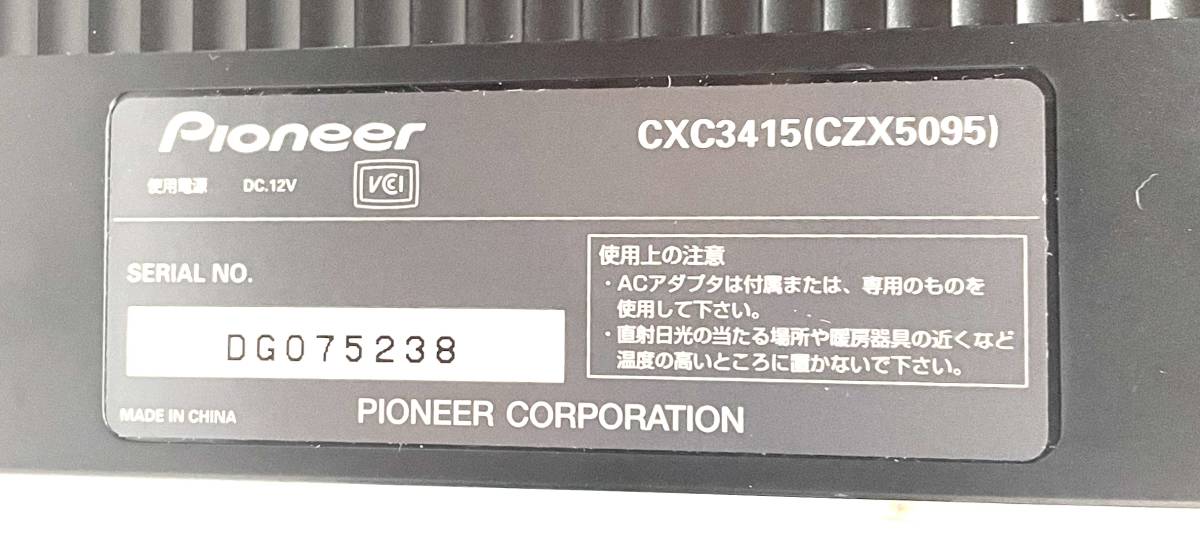 Pioneer
CXC3415(CZX5095)
使用電源 DC.12V
VCI
SERIAL NO.
DG075238
使用上の注意
・ACアダプタは付属または、専用のものを
使用して下さい。
・直射日光の当たる場所や暖房器具の近くなど
温度の高いところに置かないで下さい。
MADE IN CHINA
PIONEER CORPORATION